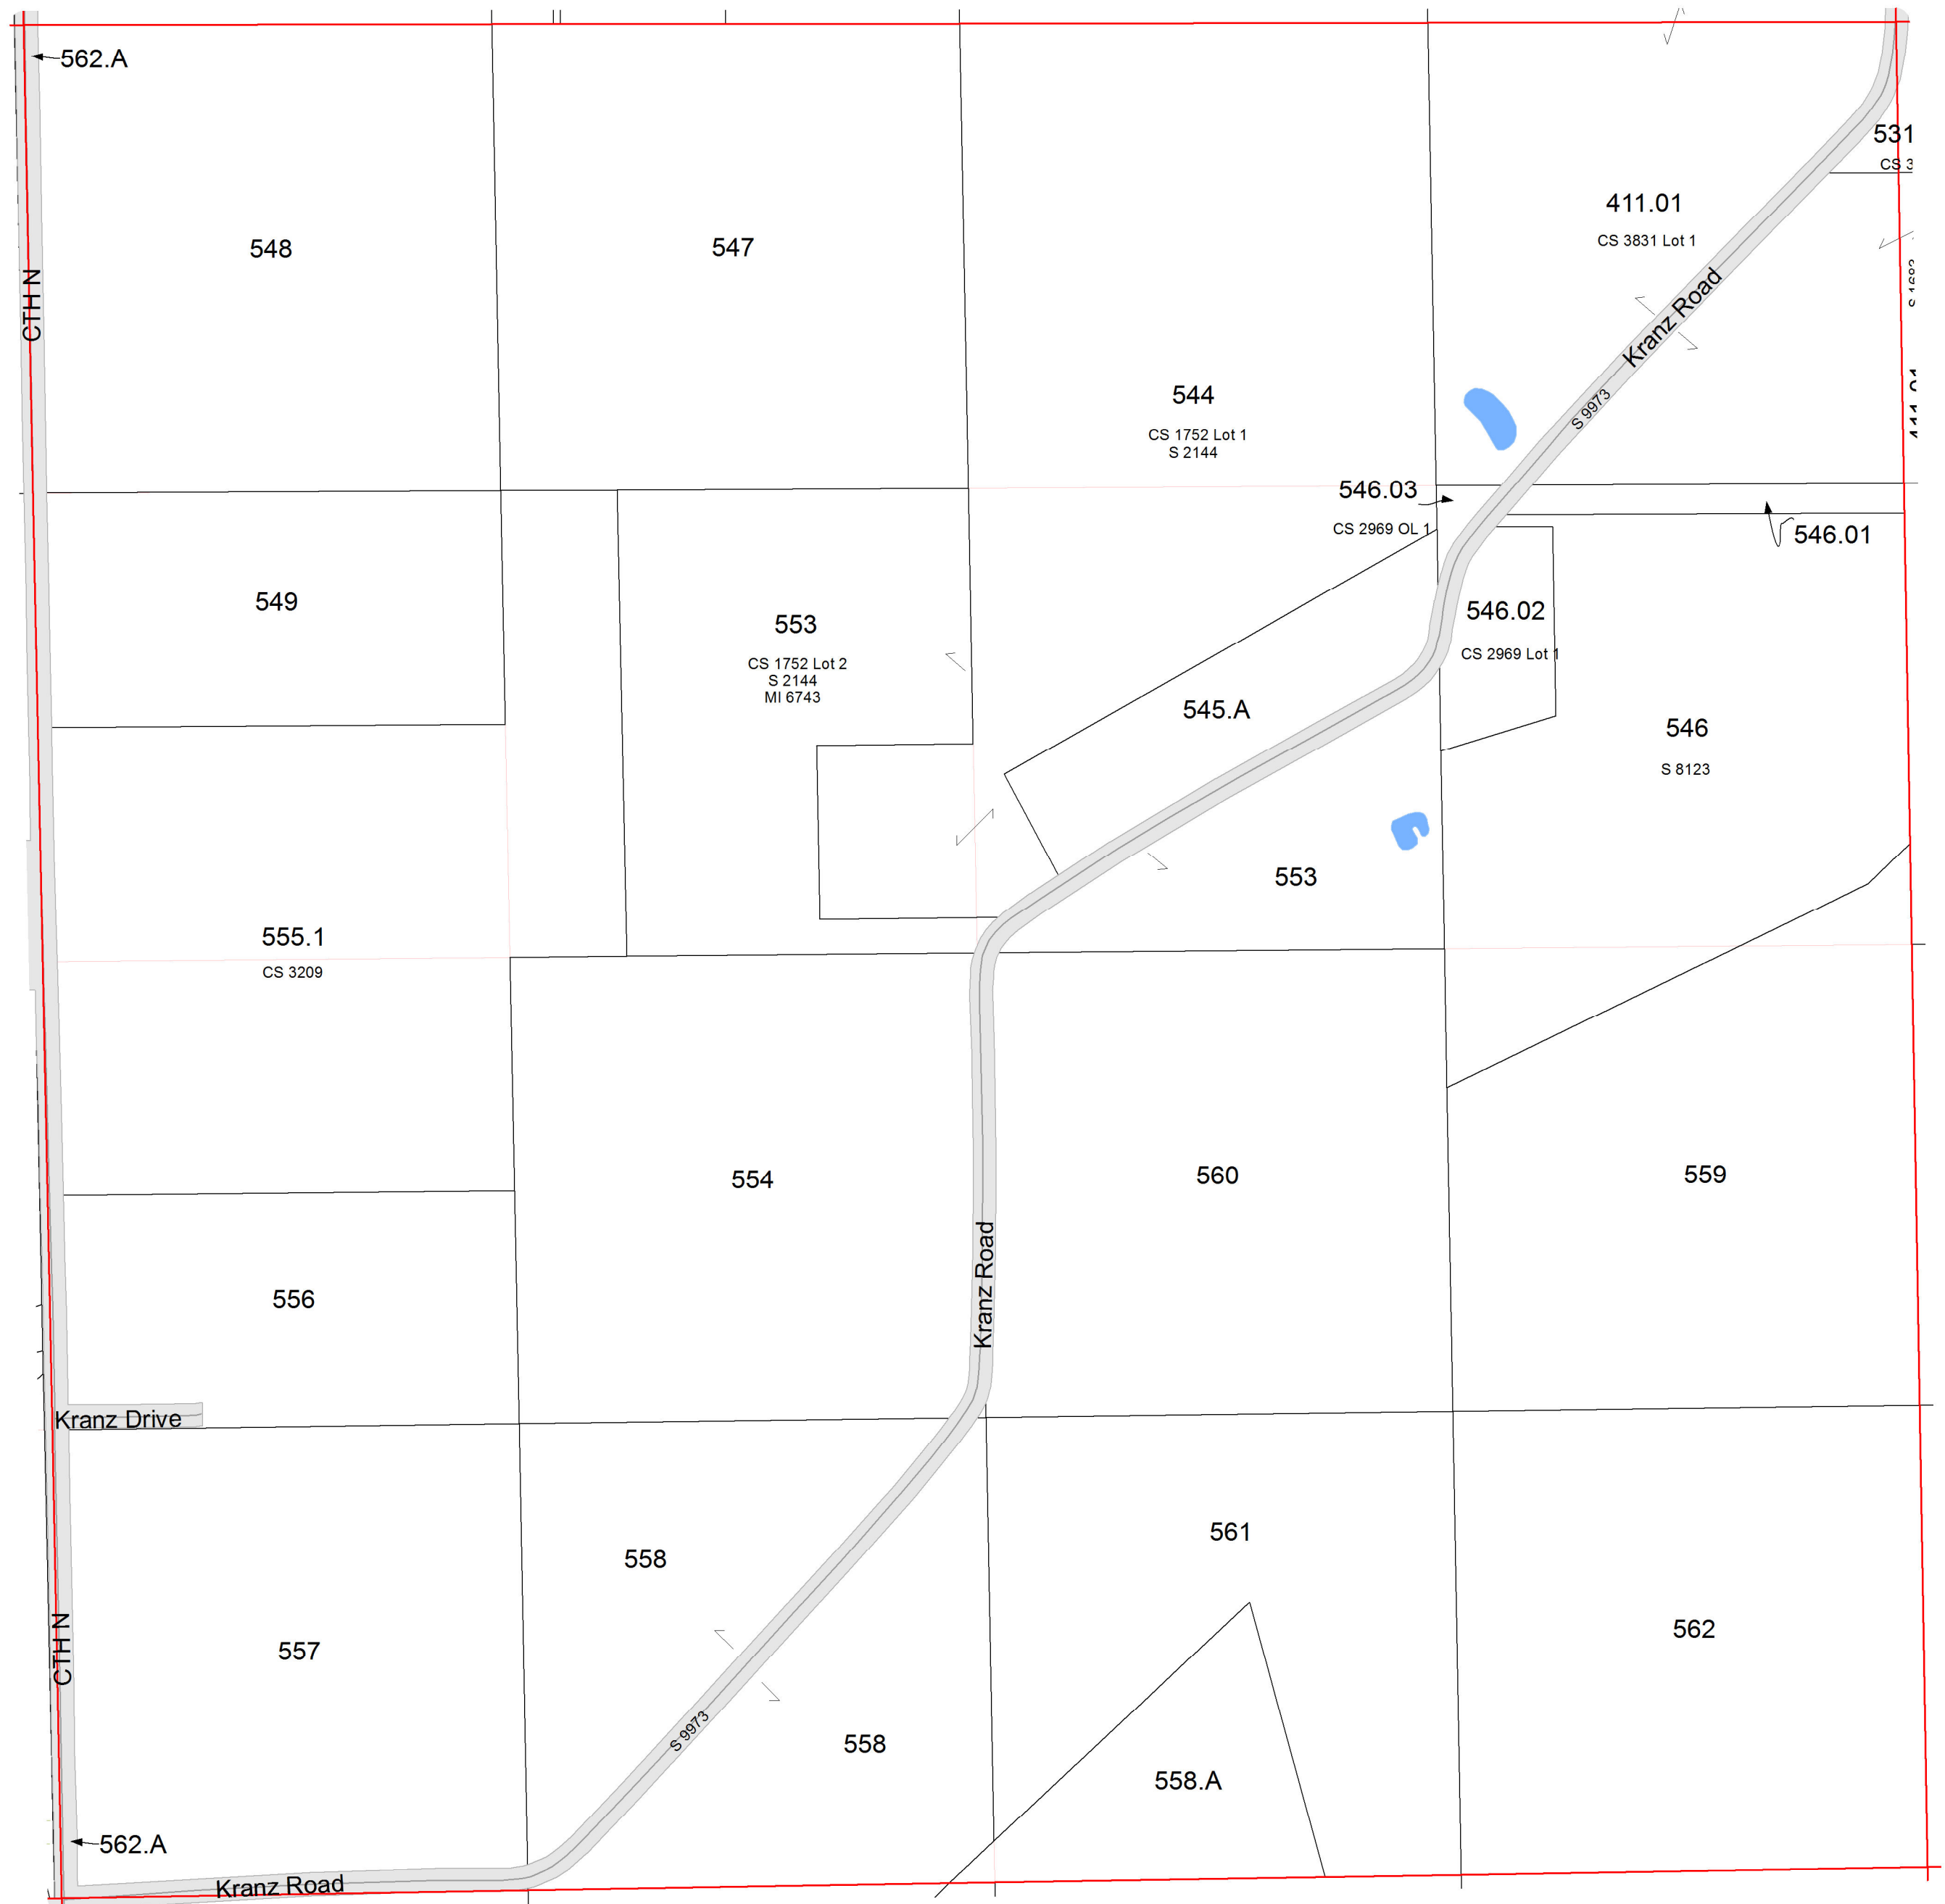 562.A
531
CS 3
411.01
CS 3831 Lot 1
548
547
CTH N
Kranz Road
544
CS 1752 Lot 1
S 2144
S 9973
546.03
CS 2969 OL 1
546.01
549
553
CS 1752 Lot 2
S 2144
MI 6743
546.02
CS 2969 Lot 1
545.A
546
S 8123
553
555.1
CS 3209
554
560
559
Kranz Road
556
Kranz Drive
561
558
562
557
CTH N
S 9973
558
558.A
562.A
Kranz Road